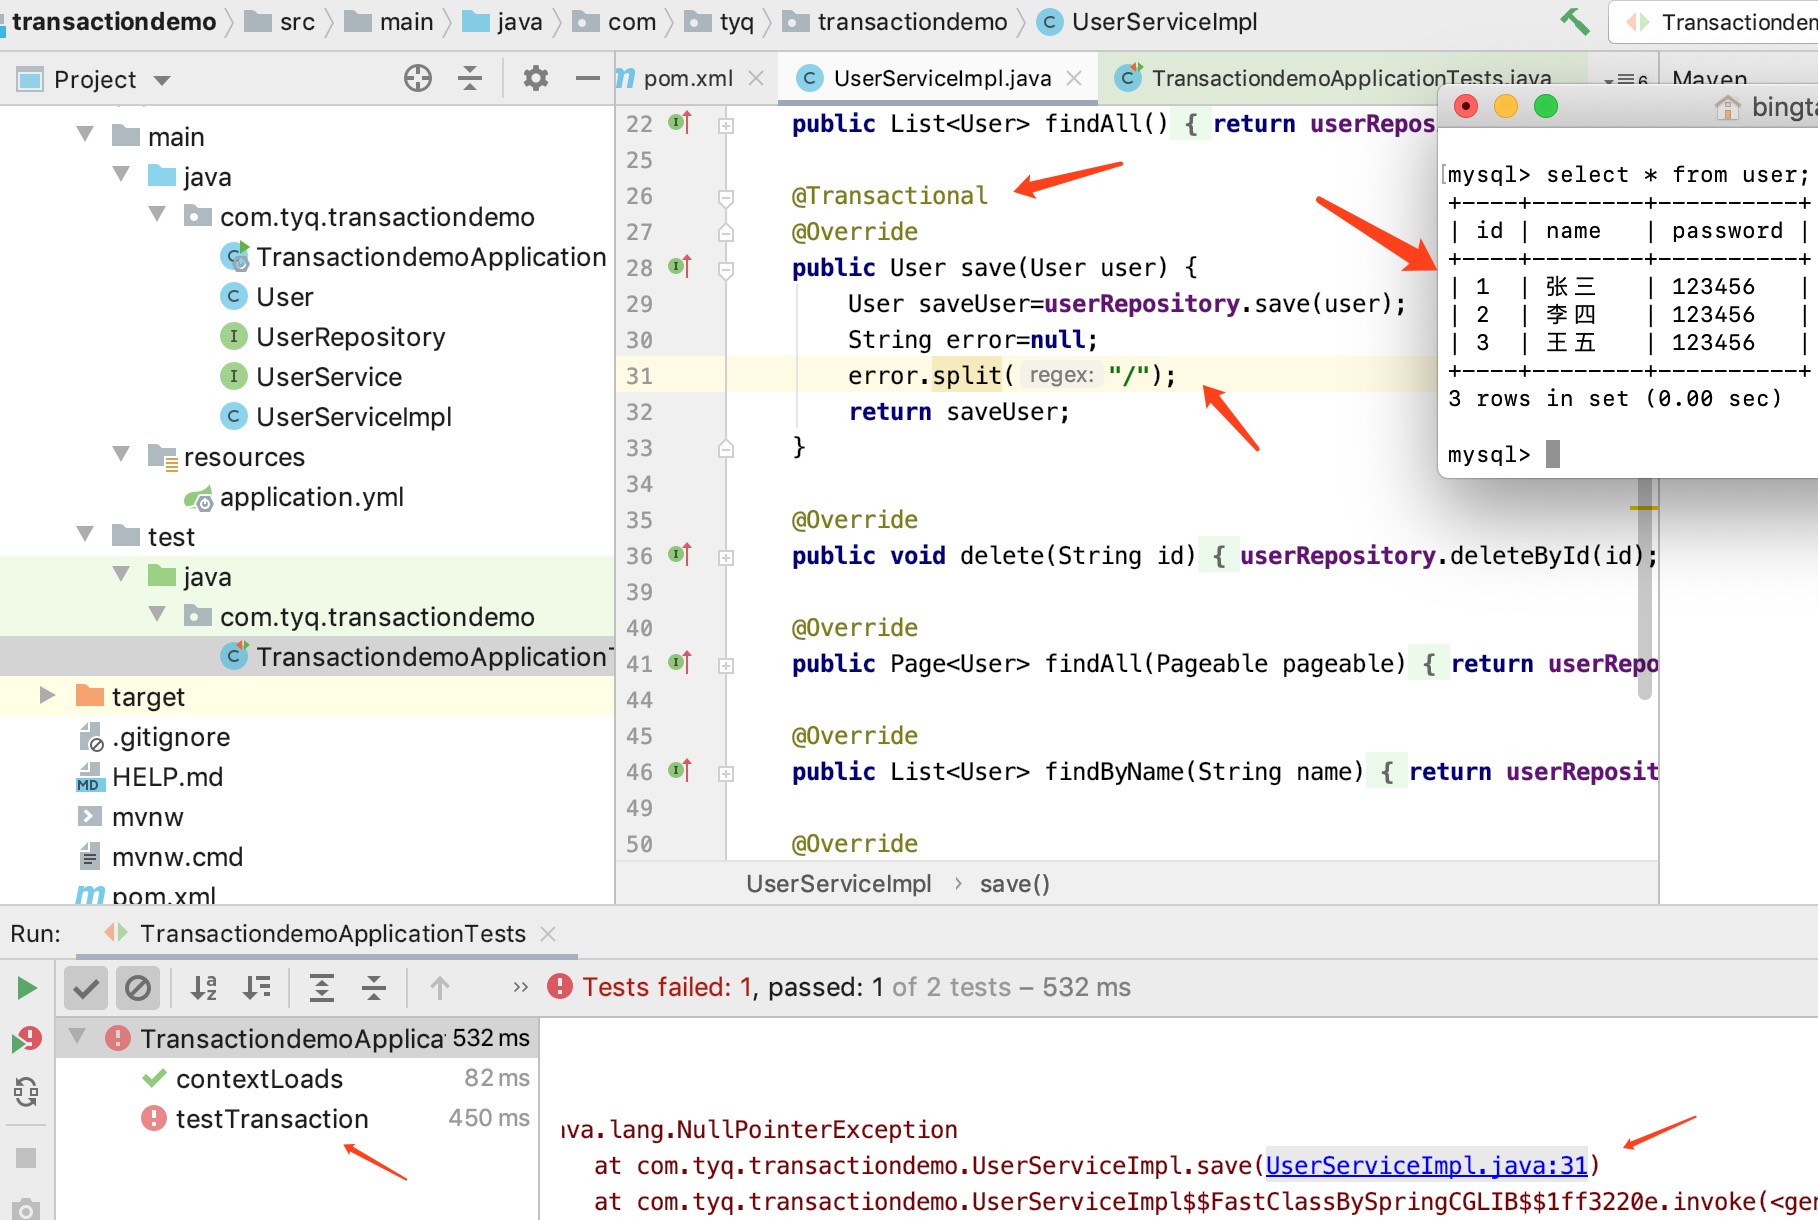 transactiondemo src main java com tyq transactiondemo C UserServiceImpl Transactiondem
Project
m pom.xml C UserServiceImpl.java C TransactiondemoApplicationTests.java 6 Maven
main
java
com.tyq.transactiondemo
TransactiondemoApplication
C User
I UserRepository
I UserService
C UserServiceImpl
resources
application.yml
test
java
com.tyq.transactiondemo
TransactiondemoApplicationT
target
.gitignore
MD HELP.md
mvnw
mvnw.cmd
m pom.xml
22 public List<User> findAll() { return userRepos
25
26 @Transactional
27 @Override
28 public User save(User user) {
29 User saveUser=userRepository.save(user);
30 String error=null;
31 error.split( regex: "/");
32 return saveUser;
33 }
34
35 @Override
36 public void delete(String id) { userRepository.deleteById(id);
39
40 @Override
41 public Page<User> findAll(Pageable pageable) { return userRepo
44
45 @Override
46 public List<User> findByName(String name) { return userReposit
49
50 @Override
UserServiceImpl › save()
bingta
mysql> select * from user;
+----+--------+----------+
| id | name | password |
+----+--------+----------+
| 1 | 张三 | 123456 |
| 2 | 李四 | 123456 |
| 3 | 王五 | 123456 |
+----+--------+----------+
3 rows in set (0.00 sec)
mysql>
Run: TransactiondemoApplicationTests
» Tests failed: 1, passed: 1 of 2 tests – 532 ms
TransactiondemoApplica 532 ms
contextLoads 82 ms
testTransaction 450 ms
ava.lang.NullPointerException
at com.tyq.transactiondemo.UserServiceImpl.save(UserServiceImpl.java:31)
at com.tyq.transactiondemo.UserServiceImpl$$FastClassBySpringCGLIB$$1ff3220e.invoke(<gen